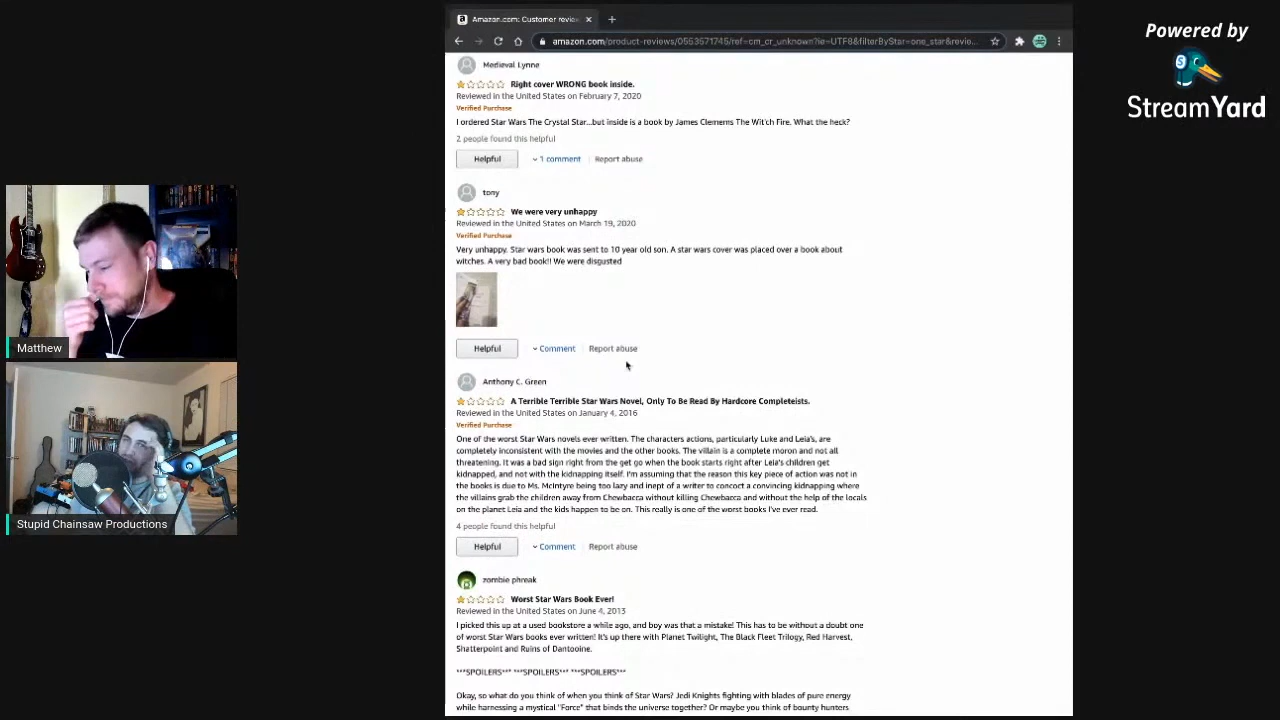 Amazon.com: Customer review
amazon.com/product-reviews/0553571745/ref=cm_cr_unknown?ie=UTF8&filterByStar=one_star&revie...
Powered by
StreamYard
Medieval Lynne
Right cover WRONG book inside.
Reviewed in the United States on February 7, 2020
Verified Purchase
I ordered Star Wars The Crystal Star...but inside is a book by James Clemems The Wit'ch Fire. What the heck?
2 people found this helpful
Helpful
1 comment
Report abuse
tony
We were very unhappy
Reviewed in the United States on March 19, 2020
Verified Purchase
Very unhappy. Star wars book was sent to 10 year old son. A star wars cover was placed over a book about
witches. A very bad book!! We were disgusted
Helpful
Comment
Report abuse
Anthony C. Green
A Terrible Terrible Star Wars Novel, Only To Be Read By Hardcore Completeists.
Reviewed in the United States on January 4, 2016
Verified Purchase
One of the worst Star Wars novels ever written. The characters actions, particularly Luke and Leia's, are
completely inconsistent with the movies and the other books. The villain is a complete moron and not all
threatening. It was a bad sign right from the get go when the book starts right after Leia's children get
kidnapped, and not with the kidnapping itself. I'm assuming that the reason this key piece of action was not in
the books is due to Ms. McIntyre being too lazy and inept of a writer to concoct a convincing kidnapping where
the villains grab the children away from Chewbacca without killing Chewbacca and without the help of the locals
on the planet Leia and the kids happen to be on. This really is one of the worst books I've ever read.
4 people found this helpful
Helpful
Comment
Report abuse
zombie phreak
Worst Star Wars Book Ever!
Reviewed in the United States on June 4, 2013
I picked this up at a used bookstore a while ago, and boy was that a mistake! This has to be without a doubt one
of worst Star Wars books ever written! It's up there with Planet Twilight, The Black Fleet Trilogy, Red Harvest,
Shatterpoint and Ruins of Dantooine.
***SPOILERS*** ***SPOILERS*** ***SPOILERS***
Okay, so what do you think of when you think of Star Wars? Jedi Knights fighting with blades of pure energy
while harnessing a mystical "Force" that binds the universe together? Or maybe you think of bounty hunters
Matthew
Stupid Chainsaw Productions